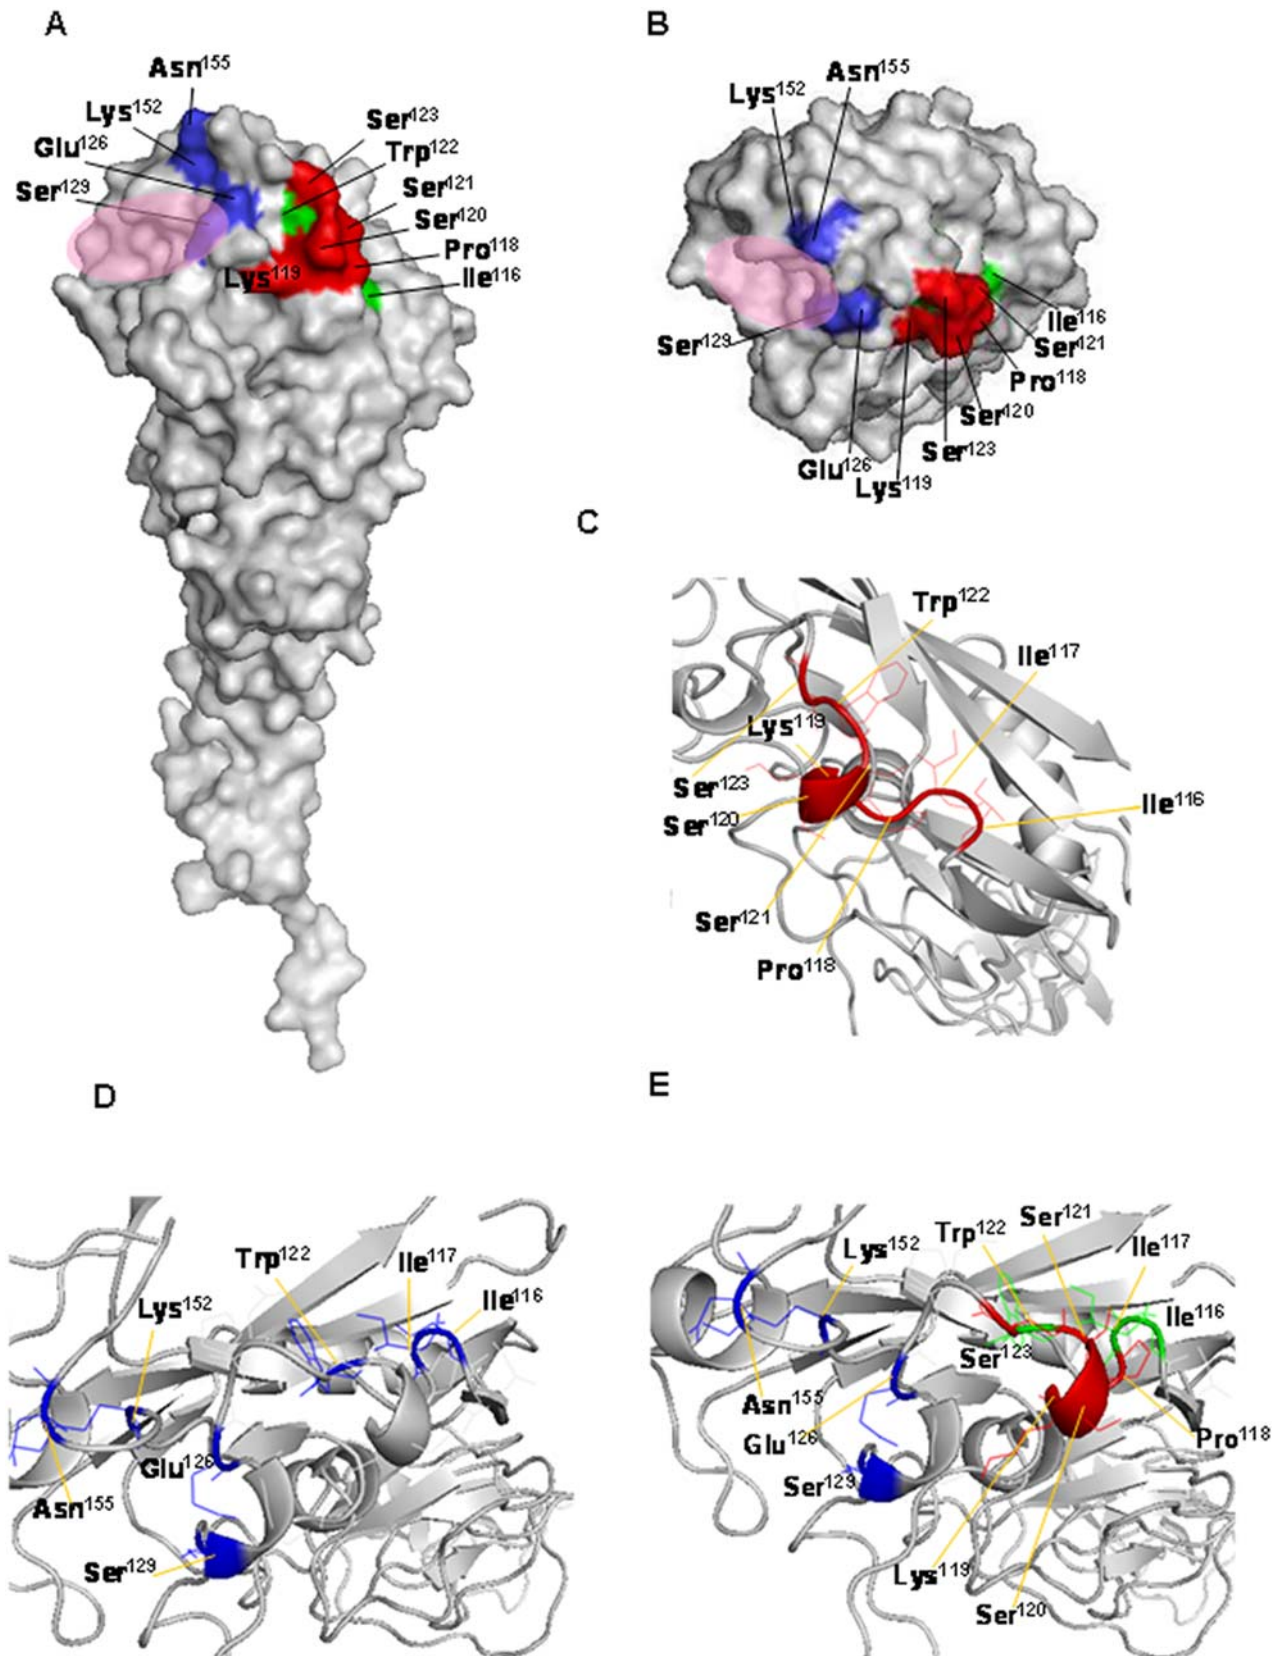 A
Asn155
Lys152
Glu126
Ser129
Ser123
Trp122
Ser121
Ser120
Pro118
Ile116
Lys119
B
Asn155
Lys152
Ser129
Ile116
Ser121
Pro118
Ser120
Ser123
Glu126
Lys119
C
Trp122
Ile117
Lys119
Ser123
Ser120
Ile116
Ser121
Pro118
D
Trp122
Ile117
Ile116
Lys152
Glu126
Asn155
Ser129
E
Ser121
Trp122
Ile117
Lys152
Ile116
Ser123
Asn155
Glu126
Pro118
Ser129
Lys119
Ser120